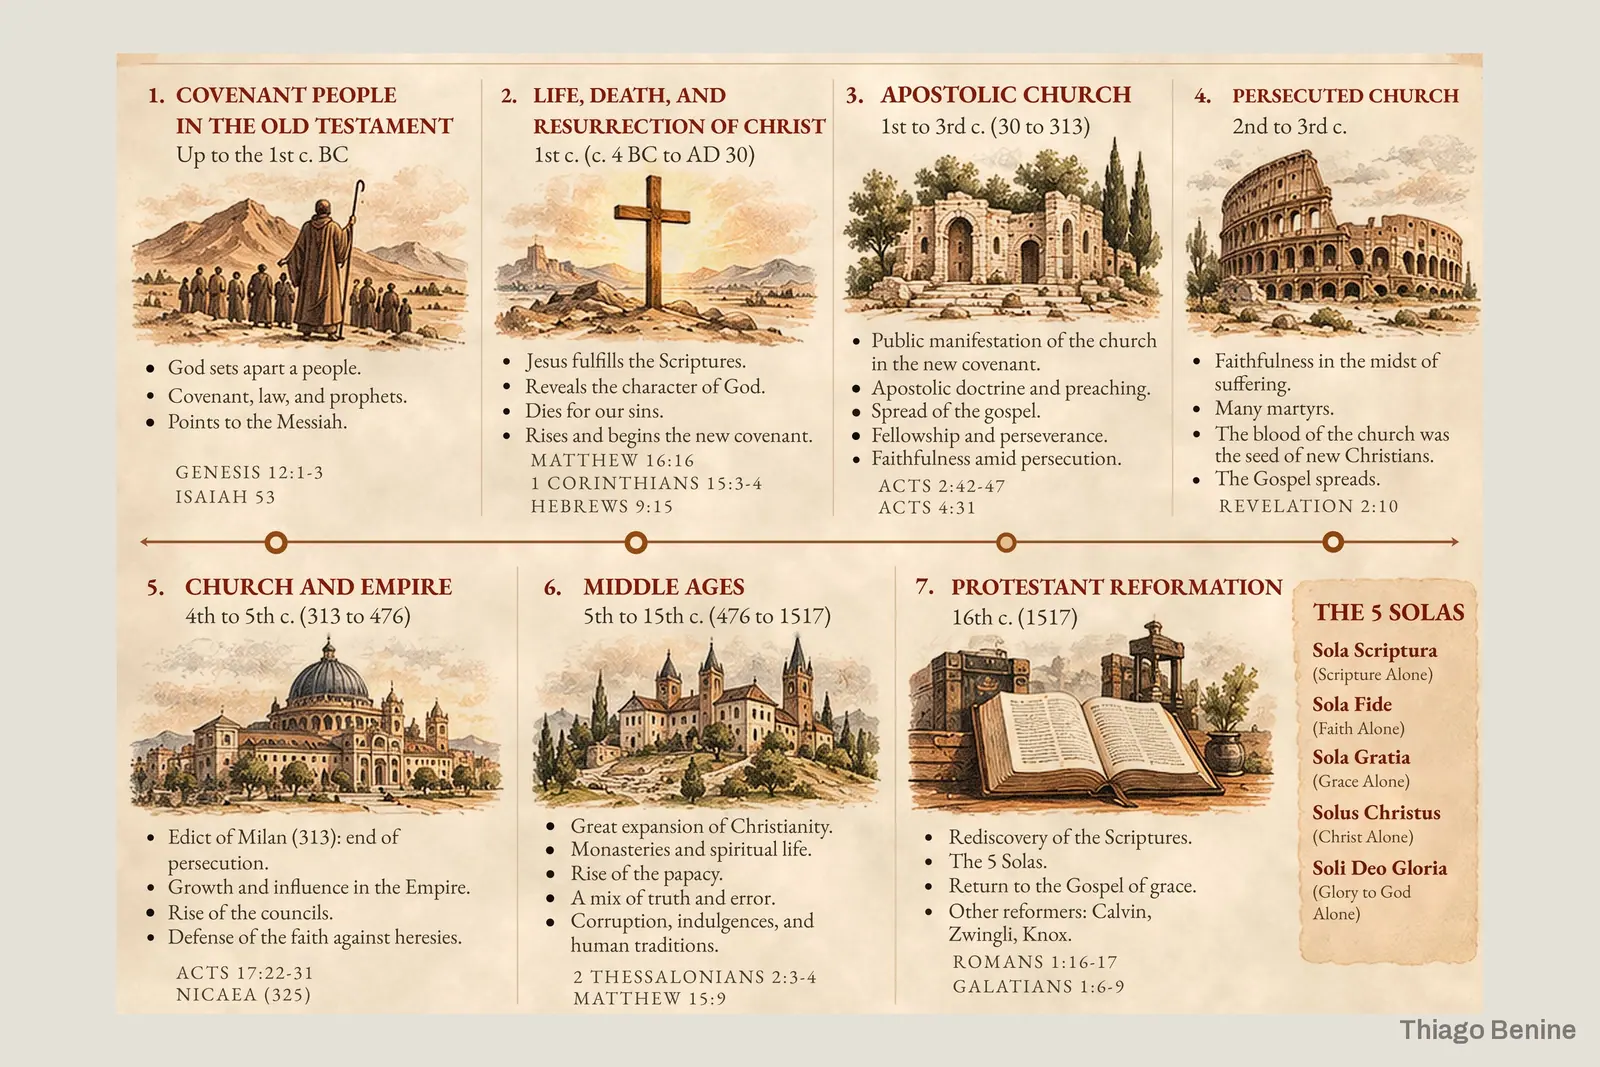 1. COVENANT PEOPLE
IN THE OLD TESTAMENT
Up to the 1st c. BC
• God sets apart a people.
• Covenant, law, and prophets.
• Points to the Messiah.
GENESIS 12:1-3
ISAIAH 53
2. LIFE, DEATH, AND
RESURRECTION OF CHRIST
1st c. (c. 4 BC to AD 30)
• Jesus fulfills the Scriptures.
• Reveals the character of God.
• Dies for our sins.
• Rises and begins the new covenant.
MATTHEW 16:16
1 CORINTHIANS 15:3-4
HEBREWS 9:15
3. APOSTOLIC CHURCH
1st to 3rd c. (30 to 313)
• Public manifestation of the church
in the new covenant.
• Apostolic doctrine and preaching.
• Spread of the gospel.
• Fellowship and perseverance.
• Faithfulness amid persecution.
ACTS 2:42-47
ACTS 4:31
4. PERSECUTED CHURCH
2nd to 3rd c.
• Faithfulness in the midst of
suffering.
• Many martyrs.
• The blood of the church was
the seed of new Christians.
• The Gospel spreads.
REVELATION 2:10
5. CHURCH AND EMPIRE
4th to 5th c. (313 to 476)
• Edict of Milan (313): end of
persecution.
• Growth and influence in the Empire.
• Rise of the councils.
• Defense of the faith against heresies.
ACTS 17:22-31
NICAEA (325)
6. MIDDLE AGES
5th to 15th c. (476 to 1517)
• Great expansion of Christianity.
• Monasteries and spiritual life.
• Rise of the papacy.
• A mix of truth and error.
• Corruption, indulgences, and
human traditions.
2 THESSALONIANS 2:3-4
MATTHEW 15:9
7. PROTESTANT REFORMATION
16th c. (1517)
• Rediscovery of the Scriptures.
• The 5 Solas.
• Return to the Gospel of grace.
• Other reformers: Calvin,
Zwingli, Knox.
ROMANS 1:16-17
GALATIANS 1:6-9
THE 5 SOLAS
Sola Scriptura
(Scripture Alone)
Sola Fide
(Faith Alone)
Sola Gratia
(Grace Alone)
Solus Christus
(Christ Alone)
Soli Deo Gloria
(Glory to God
Alone)
Thiago Benine